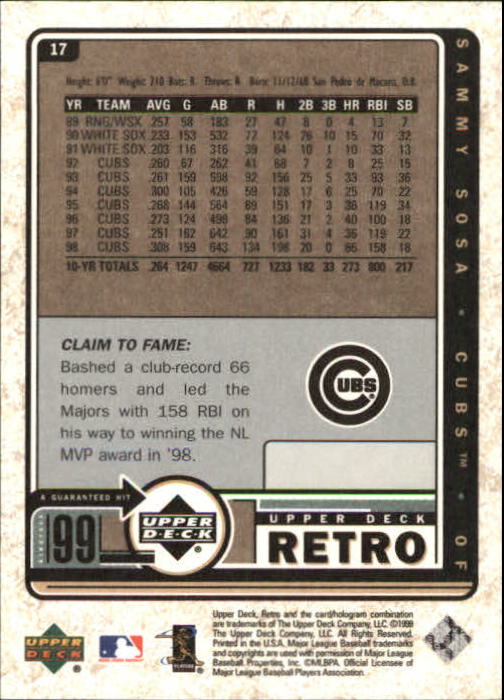 17
Height: 6'0" Weight: 210 Bats: R. Throws: R. Born: 11/12/68 San Pedro de Macoris, D.R.
YR TEAM AVG G AB R H 2B 3B HR RBI SB
89 RNG/WSX .257 58 183 27 47 8 0 4 13 7
90 WHITE SOX .233 153 532 72 124 26 10 15 70 32
91 WHITE SOX .203 116 316 39 64 10 1 10 33 13
92 CUBS .260 67 262 41 68 7 2 8 25 15
93 CUBS .261 159 598 92 156 25 5 33 93 36
94 CUBS .300 105 426 59 128 17 6 25 70 22
95 CUBS .268 144 564 89 151 17 3 36 119 34
96 CUBS .273 124 498 84 136 21 2 40 100 18
97 CUBS .251 162 642 90 161 31 4 36 119 22
98 CUBS .308 159 643 134 198 20 0 66 158 18
10-YR TOTALS .264 1247 4664 727 1233 182 33 273 800 217
SAMMY SOSA • CUBS™ • OF
CLAIM TO FAME:
Bashed a club-record 66
homers and led the
Majors with 158 RBI on
his way to winning the NL
MVP award in '98.
CUBS®
A GUARANTEED HIT
99
UPPER
D·E·C·K
®
UPPER DECK
RETRO
Upper Deck, Retro and the card/hologram combination
are trademarks of The Upper Deck Company, LLC. ©1999
The Upper Deck Company, LLC. All Rights Reserved.
Printed in the U.S.A. Major League Baseball trademarks
and copyrights are used with permission of Major League
Baseball Properties, Inc. ©MLBPA. Official Licensee of
Major League Baseball Players Association.
UPPER
DECK